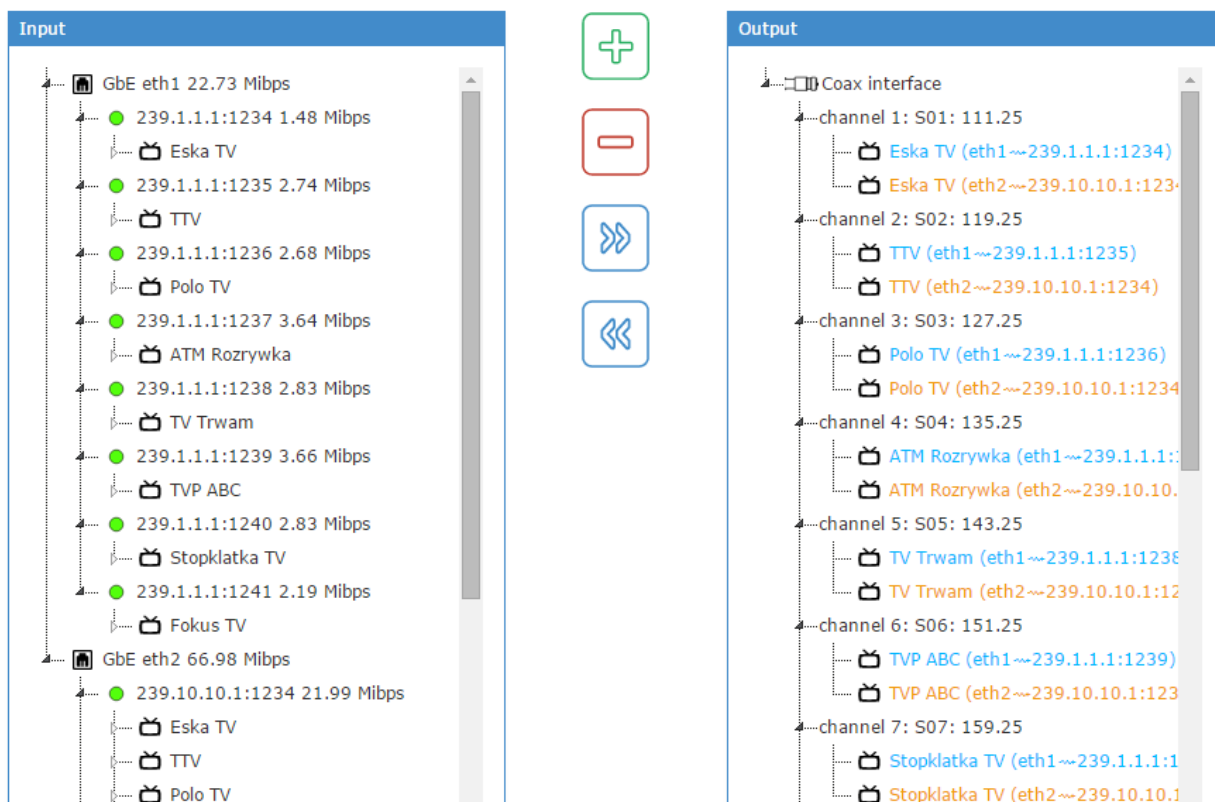 Input
GbE eth1 22.73 Mibps
239.1.1.1:1234 1.48 Mibps
Eska TV
239.1.1.1:1235 2.74 Mibps
TTV
239.1.1.1:1236 2.68 Mibps
Polo TV
239.1.1.1:1237 3.64 Mibps
ATM Rozrywka
239.1.1.1:1238 2.83 Mibps
TV Trwam
239.1.1.1:1239 3.66 Mibps
TVP ABC
239.1.1.1:1240 2.83 Mibps
Stopklatka TV
239.1.1.1:1241 2.19 Mibps
Fokus TV
GbE eth2 66.98 Mibps
239.10.10.1:1234 21.99 Mibps
Eska TV
TTV
Polo TV
Output
Coax interface
channel 1: S01: 111.25
Eska TV (eth1⇝239.1.1.1:1234)
Eska TV (eth2⇝239.10.10.1:1234
channel 2: S02: 119.25
TTV (eth1⇝239.1.1.1:1235)
TTV (eth2⇝239.10.10.1:1234)
channel 3: S03: 127.25
Polo TV (eth1⇝239.1.1.1:1236)
Polo TV (eth2⇝239.10.10.1:1234
channel 4: S04: 135.25
ATM Rozrywka (eth1⇝239.1.1.1:
ATM Rozrywka (eth2⇝239.10.10.
channel 5: S05: 143.25
TV Trwam (eth1⇝239.1.1.1:1238
TV Trwam (eth2⇝239.10.10.1:12
channel 6: S06: 151.25
TVP ABC (eth1⇝239.1.1.1:1239)
TVP ABC (eth2⇝239.10.10.1:123
channel 7: S07: 159.25
Stopklatka TV (eth1⇝239.1.1.1:1
Stopklatka TV (eth2⇝239.10.10.1